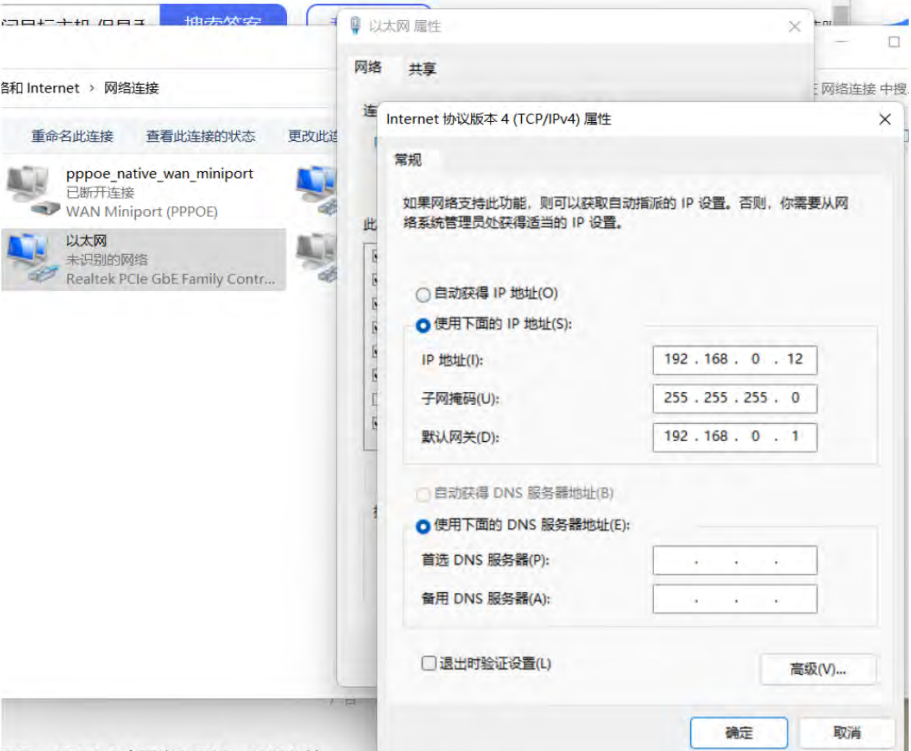 搜索答案
以太网 属性
网络 共享
络和 Internet › 网络连接
网络连接 中搜
连
Internet 协议版本 4 (TCP/IPv4) 属性
重命名此连接 查看此连接的状态 更改此连
常规
pppoe_native_wan_miniport
已断开连接
WAN Miniport (PPPOE)
如果网络支持此功能，则可以获取自动指派的 IP 设置。否则，你需要从网
络系统管理员处获得适当的 IP 设置。
此
以太网
未识别的网络
Realtek PCIe GbE Family Contr...
自动获得 IP 地址(O)
使用下面的 IP 地址(S):
IP 地址(I): 192 . 168 . 0 . 12
子网掩码(U): 255 . 255 . 255 . 0
默认网关(D): 192 . 168 . 0 . 1
自动获得 DNS 服务器地址(B)
使用下面的 DNS 服务器地址(E):
首选 DNS 服务器(P): . . .
备用 DNS 服务器(A): . . .
退出时验证设置(L)
高级(V)...
确定 取消